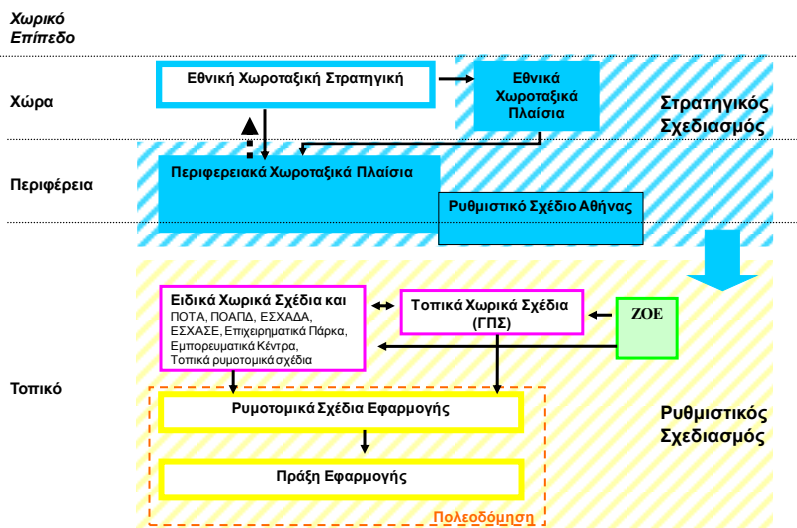 Χωρικό
Επίπεδο
Εθνική Χωροταξική Στρατηγική
Εθνικά
Χωροταξικά
Πλαίσια
Χώρα
Στρατηγικός
Σχεδιασμός
Περιφερειακά Χωροταξικά Πλαίσια
Περιφέρεια
Ρυθμιστικό Σχέδιο Αθήνας
Ειδικά Χωρικά Σχέδια και
ΠΟΤΑ, ΠΟΑΠΔ, ΕΣΧΑΔΑ,
ΕΣΧΑΣΕ, Επιχειρηματικά Πάρκα,
Εμπορευματικά Κέντρα,
Τοπικά ρυμοτομικά σχέδια
Τοπικά Χωρικά Σχέδια
(ΓΠΣ)
ΖΟΕ
Τοπικό
Ρυμοτομικά Σχέδια Εφαρμογής
Ρυθμιστικός
Σχεδιασμός
Πράξη Εφαρμογής
Πολεοδόμηση